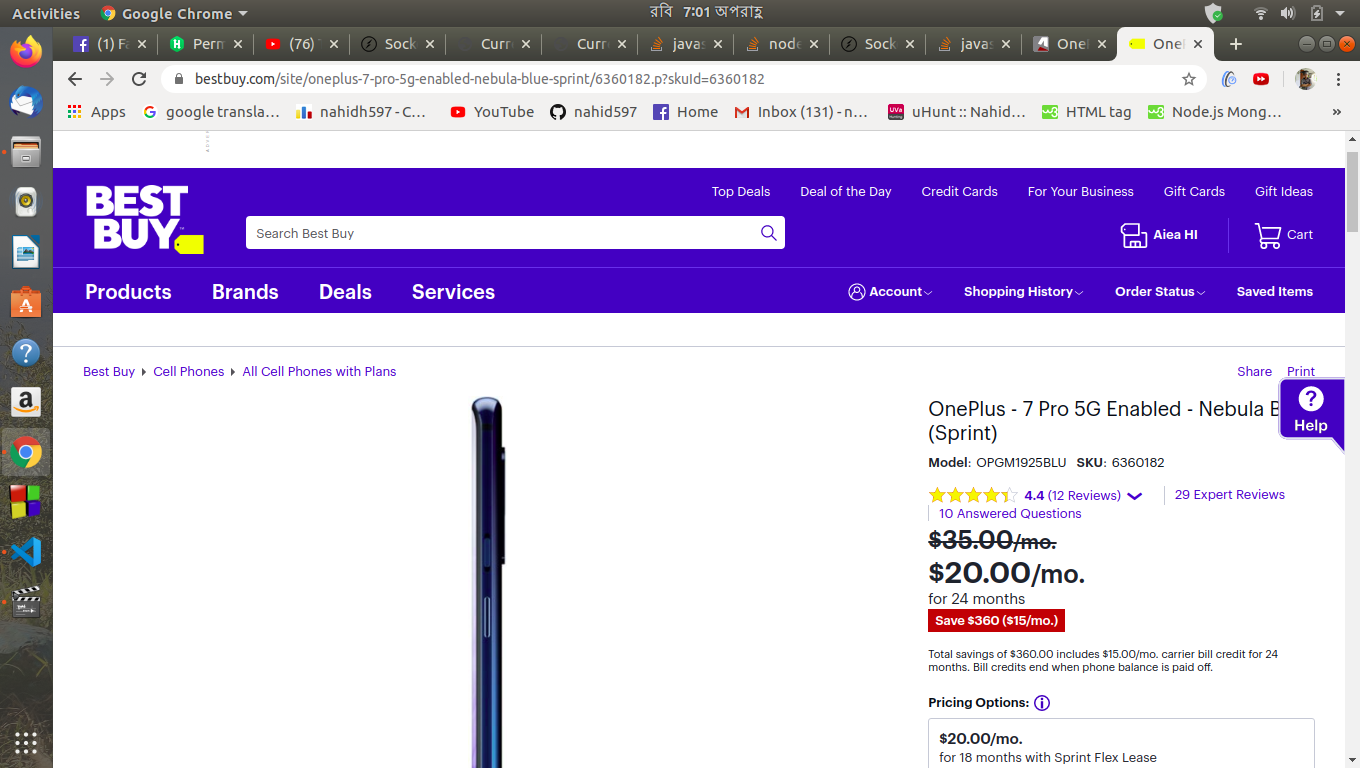 Activities
Google Chrome
রবি 7:01 অপরাহ্ণ
(1) Fa
Perm
(76)
Sock
Curre
Curre
javas
node
Sock
javas
OneI
OneI
bestbuy.com/site/oneplus-7-pro-5g-enabled-nebula-blue-sprint/6360182.p?skuId=6360182
Apps
google transla...
nahidh597 - C...
YouTube
nahid597
Home
Inbox (131) - n...
uHunt :: Nahid...
HTML tag
Node.js Mong...
»
Top Deals
Deal of the Day
Credit Cards
For Your Business
Gift Cards
Gift Ideas
BEST
BUY
Search Best Buy
Aiea HI
Cart
Products
Brands
Deals
Services
Account
Shopping History
Order Status
Saved Items
Best Buy
Cell Phones
All Cell Phones with Plans
Share
Print
Help
OnePlus - 7 Pro 5G Enabled - Nebula B
(Sprint)
Model: OPGM1925BLU SKU: 6360182
4.4 (12 Reviews)
29 Expert Reviews
10 Answered Questions
$35.00/mo.
$20.00/mo.
for 24 months
Save $360 ($15/mo.)
Total savings of $360.00 includes $15.00/mo. carrier bill credit for 24
months. Bill credits end when phone balance is paid off.
Pricing Options:
$20.00/mo.
for 18 months with Sprint Flex Lease